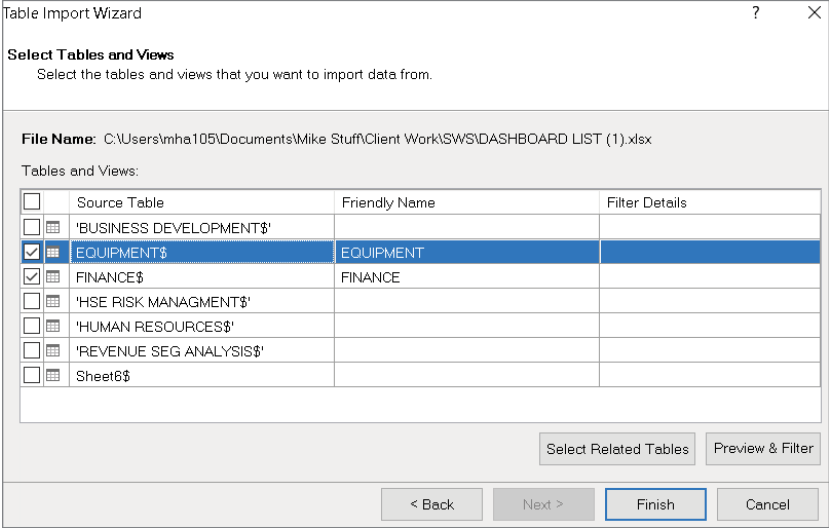 Table Import Wizard ?
Select Tables and Views
Select the tables and views that you want to import data from.
File Name: C:\Users\mha105\Documents\Mike Stuff\Client Work\SWS\DASHBOARD LIST (1).xlsx
Tables and Views:
Source Table Friendly Name Filter Details
'BUSINESS DEVELOPMENT$'
EQUIPMENT$ EQUIPMENT
FINANCE$ FINANCE
'HSE RISK MANAGMENT$'
'HUMAN RESOURCES$'
'REVENUE SEG ANALYSIS$'
Sheet6$
Select Related Tables Preview & Filter
< Back Next > Finish Cancel